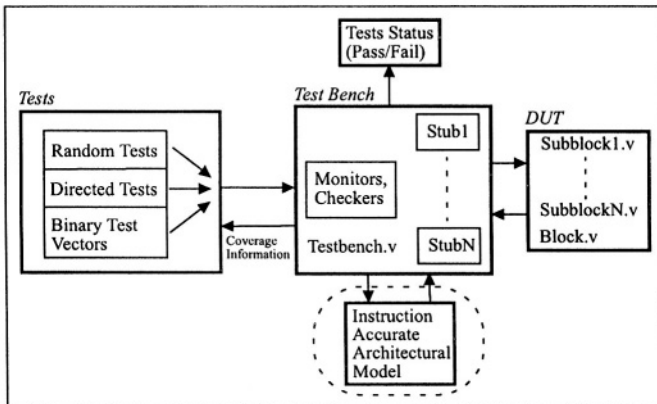 Tests Status
(Pass/Fail)
Tests
Test Bench
DUT
Random Tests
Directed Tests
Binary Test
Vectors
Coverage
Information
Monitors,
Checkers
Testbench.v
Stub1
StubN
Subblock1.v
SubblockN.v
Block.v
Instruction
Accurate
Architectural
Model